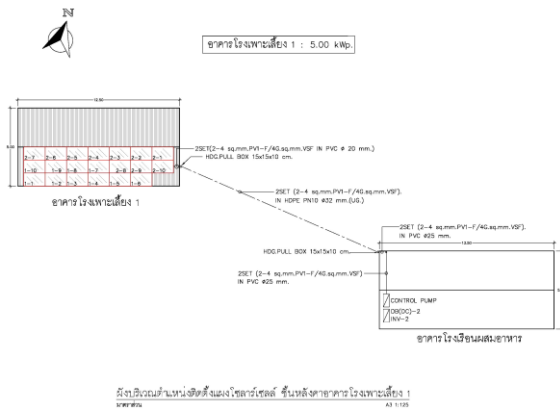 N
อาคารโรงเพาะเลี้ยง 1 : 5.00 kWp.
12.50
2-7 2-6 2-5 2-4 2-3 2-2 2-1
1-10 1-9 1-8 1-7 2-9 2-10
1-1 1-2 1-3 1-4 1-5 1-6
2SET(2-4 sq.mm.PV1-F/4G.sq.mm.VSF IN PVC ø 20 mm.)
HDG.PULL BOX 15x15x10 cm.
อาคารโรงเพาะเลี้ยง 1
2SET (2-4 sq.mm.PV1-F/4G.sq.mm.VSF).
IN HDPE PN10 ø32 mm.(UG.)
2SET (2-4 sq.mm.PV1-F/4G.sq.mm.VSF).
IN PVC ø25 mm.
HDG.PULL BOX 15x15x10 cm.
2SET (2-4 sq.mm.PV1-F/4G.sq.mm.VSF)
IN PVC ø25 mm.
CONTROL PUMP
DB(DC)-2
INV-2
อาคารโรงเรือนผสมอาหาร
ผังบริเวณตำแหน่งติดตั้งแผงโซลาร์เซลล์ ชั้นหลังคาอาคารโรงเพาะเลี้ยง 1
มาตราส่วน A3 1:125